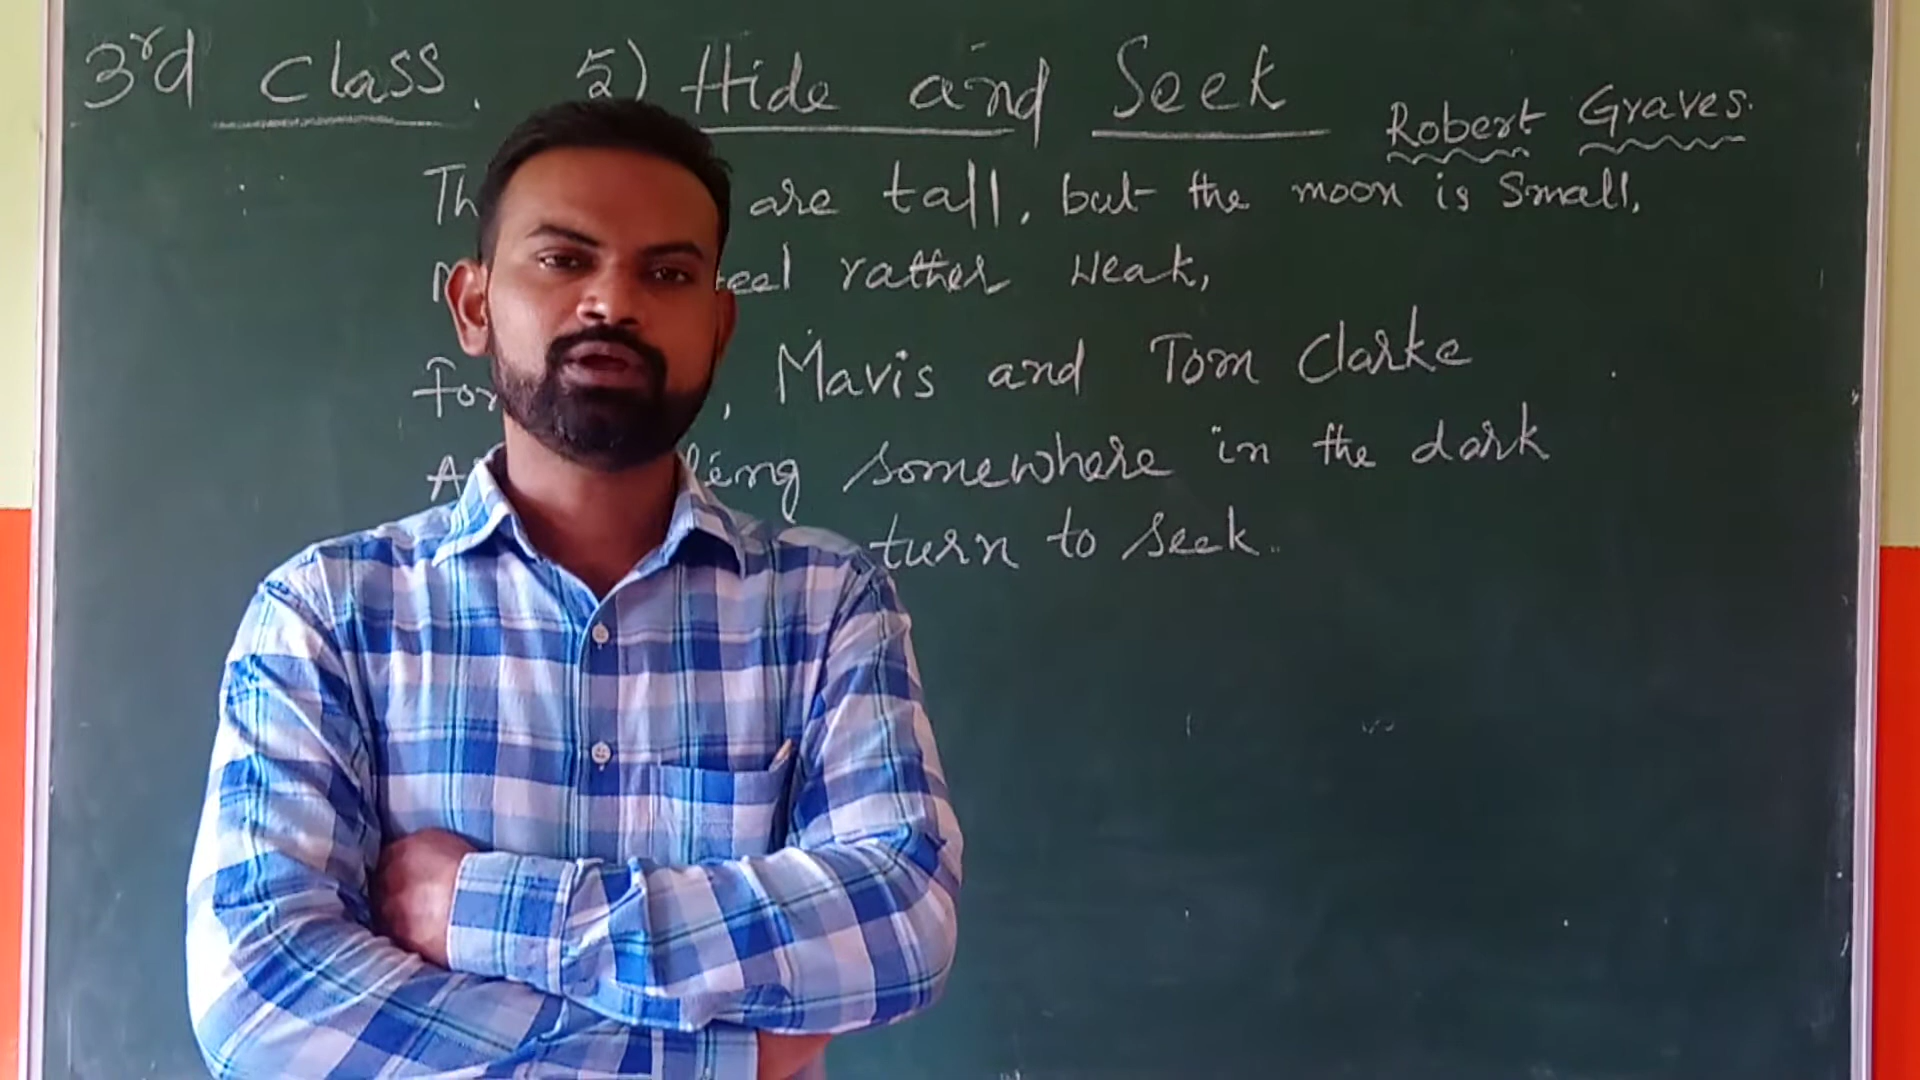 3rd class. 5) Hide and Seek
Robert Graves.
are tall, but the moon is Small,
rather weak,
, Mavis and Tom Clarke
somewhere in the dark
turn to seek.